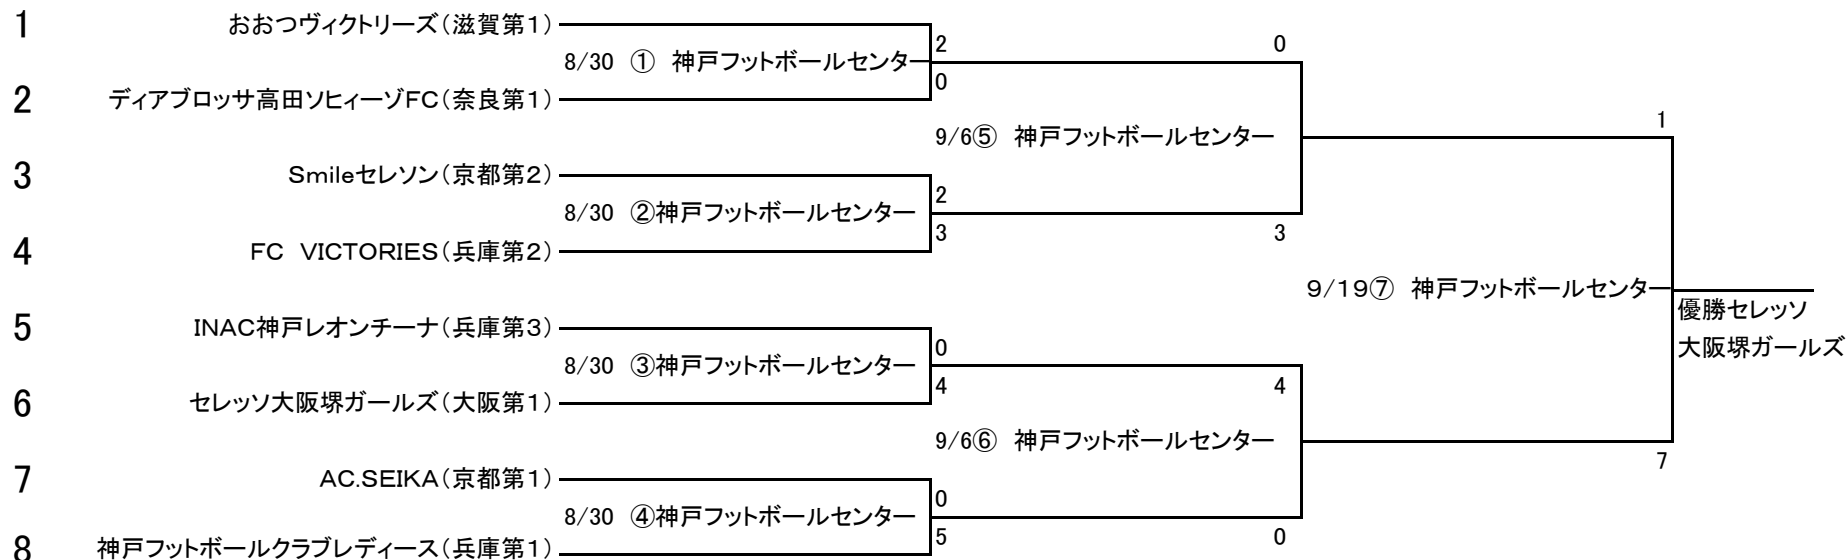 1 おおつヴィクトリーズ（滋賀第１）
8/30 ① 神戸フットボールセンター
2
0
2 ディアブロッサ高田ソヒィーゾFC（奈良第１）
9/6⑤ 神戸フットボールセンター
0
3
3 Smileセレソン（京都第２）
8/30 ②神戸フットボールセンター
2
3
4 FC VICTORIES（兵庫第２）
9/19⑦ 神戸フットボールセンター
1
7
優勝セレッソ
大阪堺ガールズ
5 INAC神戸レオンチーナ（兵庫第３）
8/30 ③神戸フットボールセンター
0
4
6 セレッソ大阪堺ガールズ（大阪第１）
9/6⑥ 神戸フットボールセンター
4
0
7 AC.SEIKA（京都第１）
8/30 ④神戸フットボールセンター
0
5
8 神戸フットボールクラブレディース（兵庫第１）